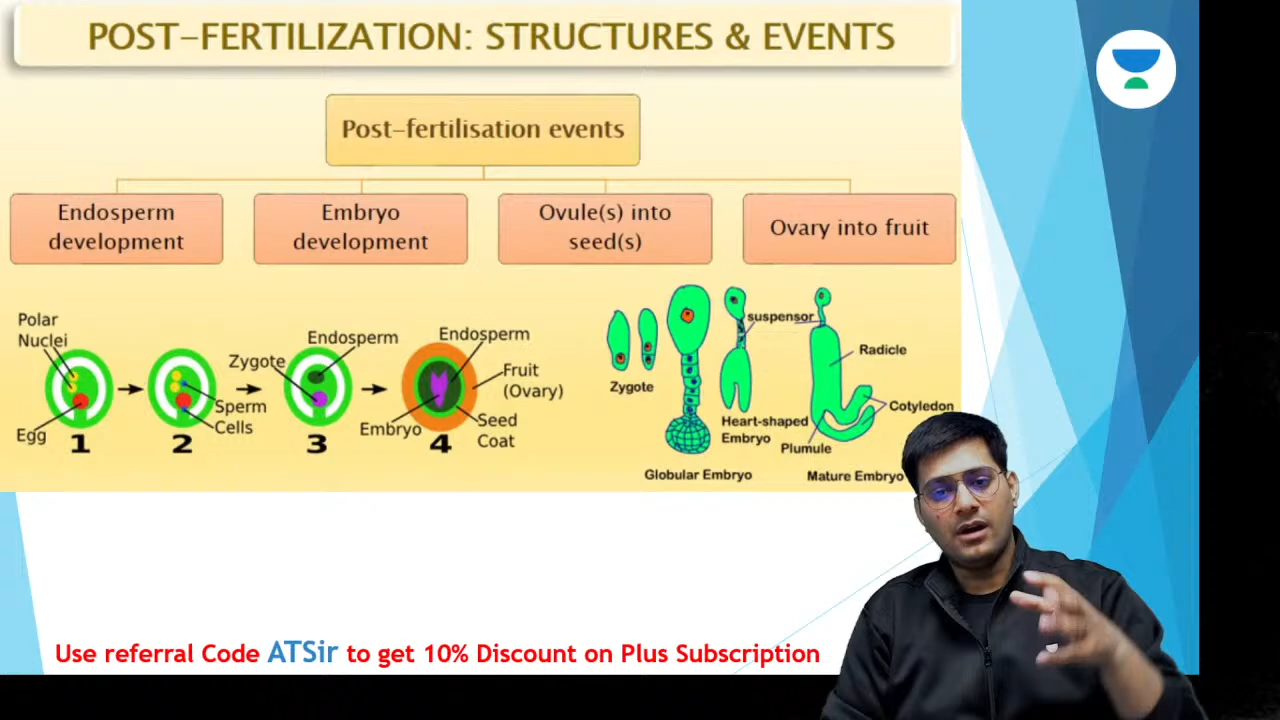 POST-FERTILIZATION: STRUCTURES & EVENTS
Post-fertilisation events
Endosperm
development
Embryo
development
Ovule(s) into
seed(s)
Ovary into fruit
Polar
Nuclei
Egg
1
Sperm
Cells
2
Zygote
Endosperm
3
Endosperm
Fruit
(Ovary)
Seed
Coat
Embryo
4
Zygote
Globular Embryo
suspensor
Heart-shaped
Embryo
Radicle
Cotyledon
Plumule
Mature Embryo
Use referral Code ATSir to get 10% Discount on Plus Subscription